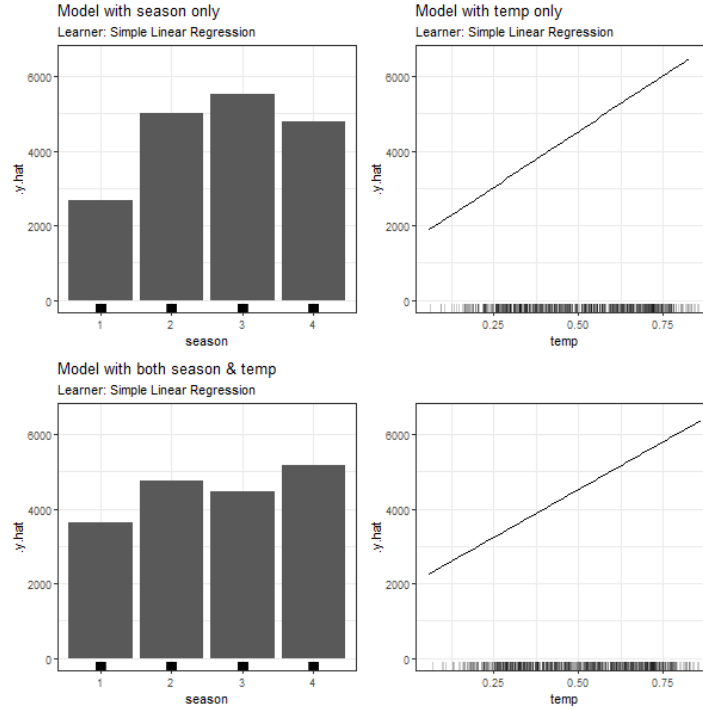 Model with season only
Learner: Simple Linear Regression
6000
4000
2000
0
.y.hat
1 2 3 4
season
Model with temp only
Learner: Simple Linear Regression
6000
4000
2000
0
.y.hat
0.25 0.50 0.75
temp
Model with both season & temp
Learner: Simple Linear Regression
6000
4000
2000
0
.y.hat
1 2 3 4
season
6000
4000
2000
0
.y.hat
0.25 0.50 0.75
temp